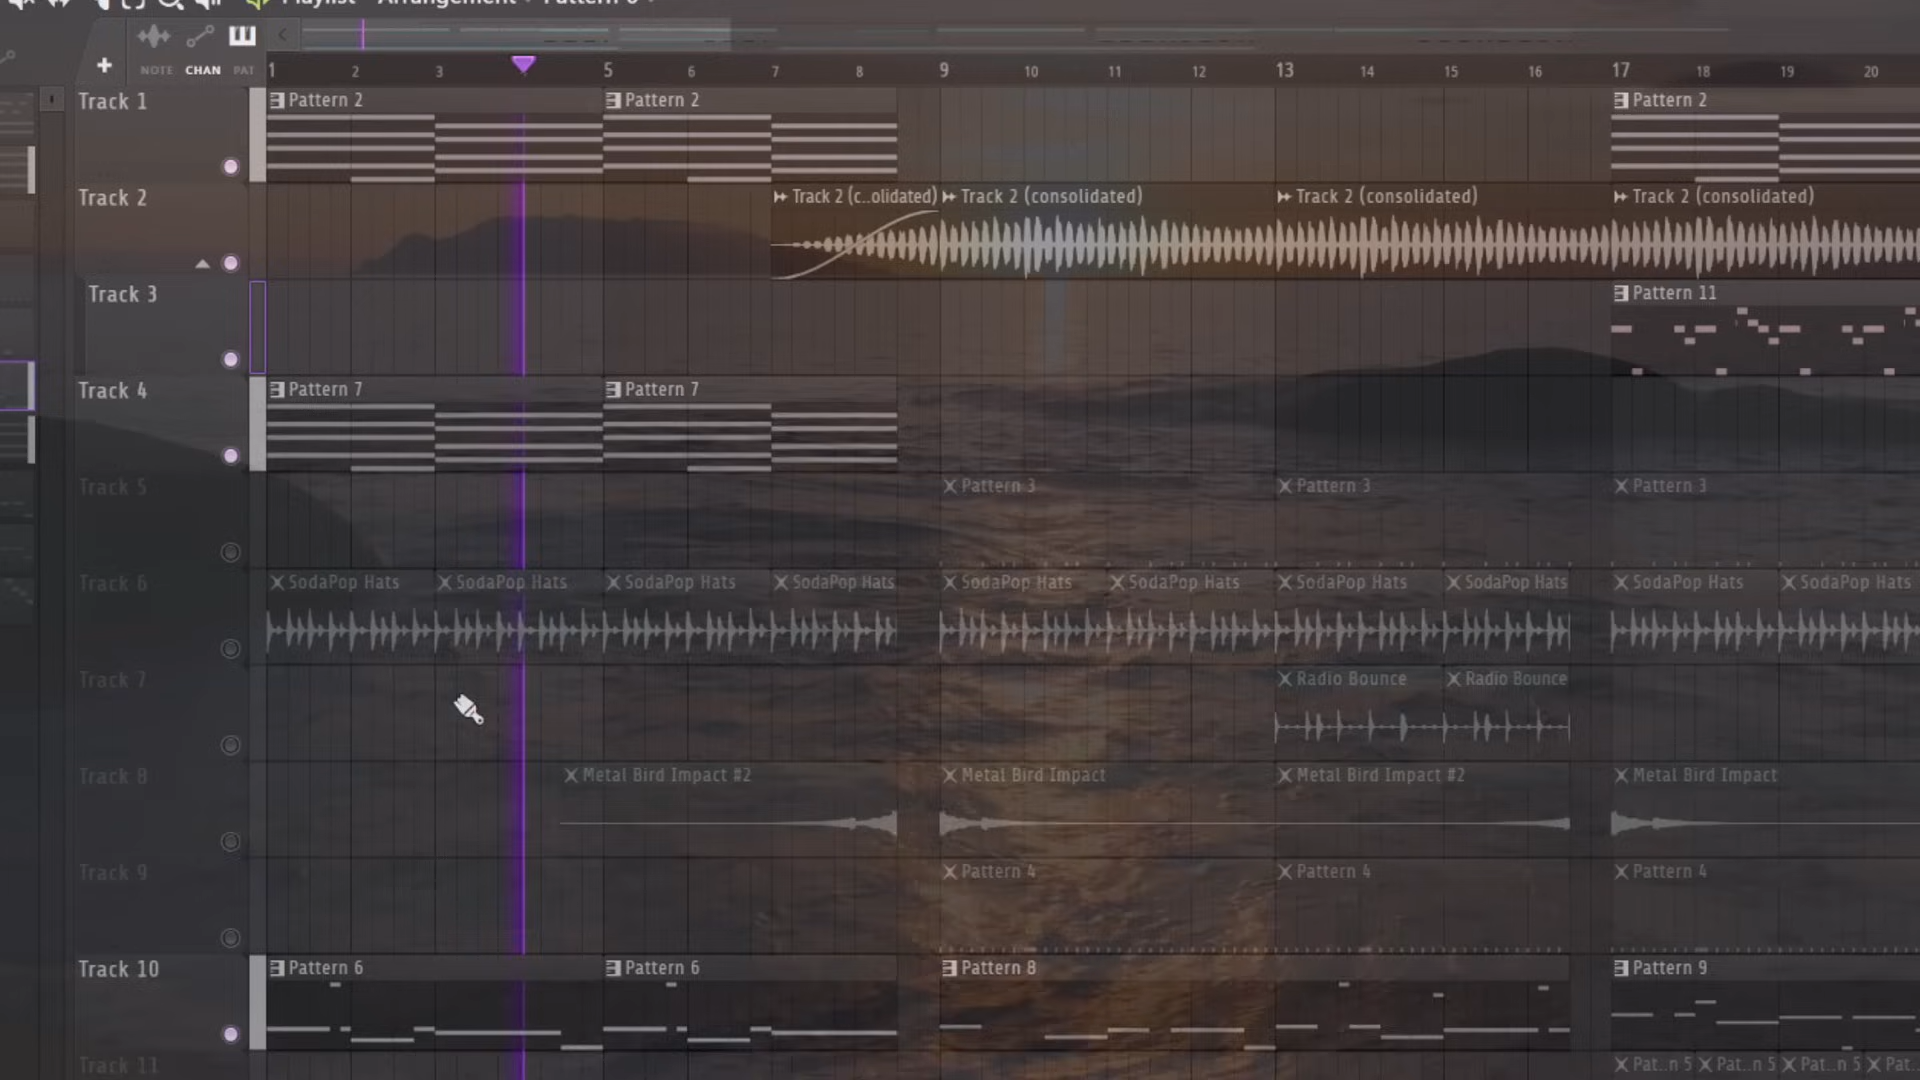 Playlist - Arrangement Pattern 6
NOTE CHAN PAT
1 2 3 5 6 7 8 9 10 11 12 13 14 15 16 17 18 19 20
Track 1
Pattern 2 Pattern 2 Pattern 2
Track 2
Track 2 (c..olidated) Track 2 (consolidated) Track 2 (consolidated) Track 2 (consolidated)
Track 3
Pattern 11
Track 4
Pattern 7 Pattern 7
Track 5
Pattern 3 Pattern 3 Pattern 3
Track 6
SodaPop Hats SodaPop Hats SodaPop Hats SodaPop Hats SodaPop Hats SodaPop Hats SodaPop Hats SodaPop Hats SodaPop Hats SodaPop Hats
Track 7
Radio Bounce Radio Bounce
Track 8
Metal Bird Impact #2 Metal Bird Impact Metal Bird Impact #2 Metal Bird Impact
Track 9
Pattern 4 Pattern 4 Pattern 4
Track 10
Pattern 6 Pattern 6 Pattern 8 Pattern 9
Track 11
Pat..n 5 Pat..n 5 Pat..n 5 Pat..